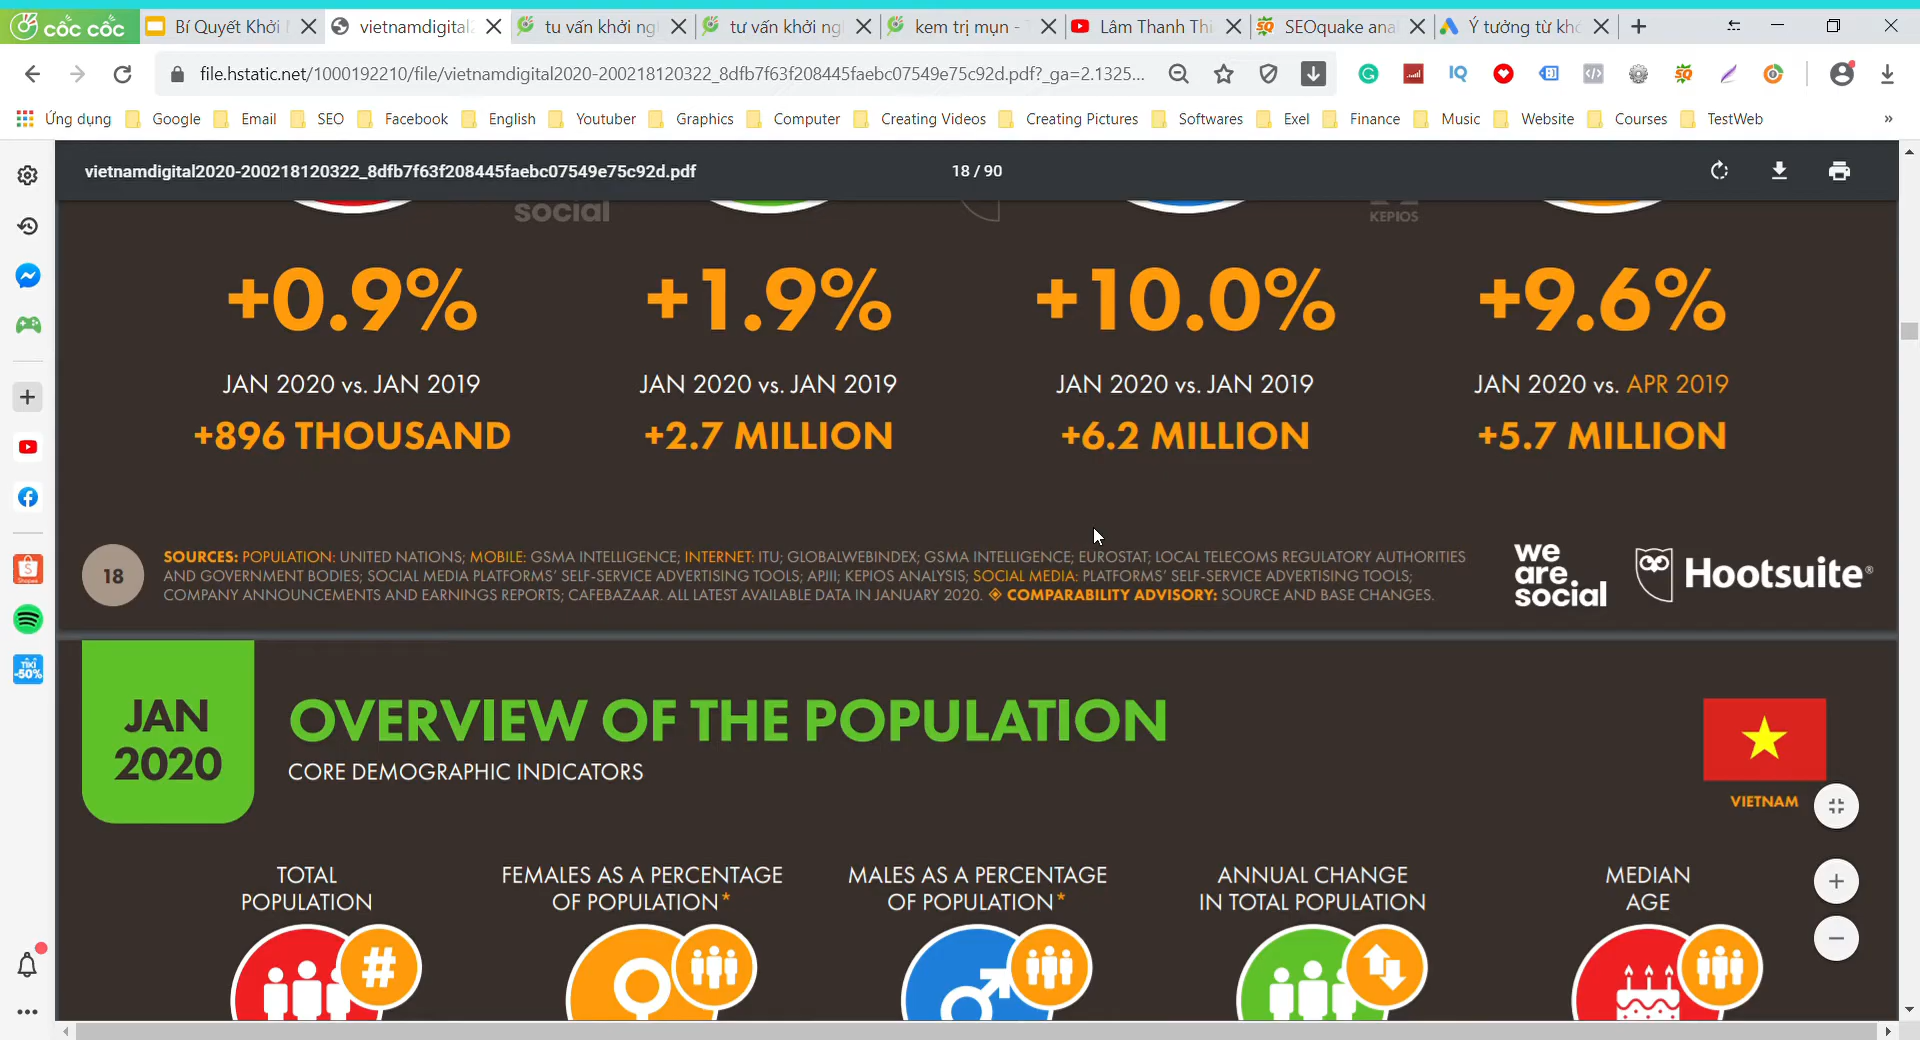 cốc cốc
Bí Quyết Khởi
vietnamdigital
tu vấn khởi ng
tư vấn khởi ng
kem trị mụn -
Lâm Thanh Thi
SEOquake ana
Ý tưởng từ kho
file.hstatic.net/1000192210/file/vietnamdigital2020-200218120322_8dfb7f63f208445faebc07549e75c92d.pdf?_ga=2.1325...
Ứng dụng
Google
Email
SEO
Facebook
English
Youtuber
Graphics
Computer
Creating Videos
Creating Pictures
Softwares
Exel
Finance
Music
Website
Courses
TestWeb
»
vietnamdigital2020-200218120322_8dfb7f63f208445faebc07549e75c92d.pdf
18 / 90
social
KEPIOS
+0.9% +1.9% +10.0% +9.6%
JAN 2020 vs. JAN 2019 JAN 2020 vs. JAN 2019 JAN 2020 vs. JAN 2019 JAN 2020 vs. APR 2019
+896 THOUSAND +2.7 MILLION +6.2 MILLION +5.7 MILLION
18
SOURCES: POPULATION: UNITED NATIONS; MOBILE: GSMA INTELLIGENCE; INTERNET: ITU; GLOBALWEBINDEX; GSMA INTELLIGENCE; EUROSTAT; LOCAL TELECOMS REGULATORY AUTHORITIES
AND GOVERNMENT BODIES; SOCIAL MEDIA PLATFORMS' SELF-SERVICE ADVERTISING TOOLS; APJII; KEPIOS ANALYSIS; SOCIAL MEDIA: PLATFORMS' SELF-SERVICE ADVERTISING TOOLS;
COMPANY ANNOUNCEMENTS AND EARNINGS REPORTS; CAFEBAZAAR. ALL LATEST AVAILABLE DATA IN JANUARY 2020. ◈ COMPARABILITY ADVISORY: SOURCE AND BASE CHANGES.
we
are
social
Hootsuite®
JAN
2020
OVERVIEW OF THE POPULATION
CORE DEMOGRAPHIC INDICATORS
VIETNAM
TOTAL
POPULATION
FEMALES AS A PERCENTAGE
OF POPULATION*
MALES AS A PERCENTAGE
OF POPULATION*
ANNUAL CHANGE
IN TOTAL POPULATION
MEDIAN
AGE
#
TIKI
-50%